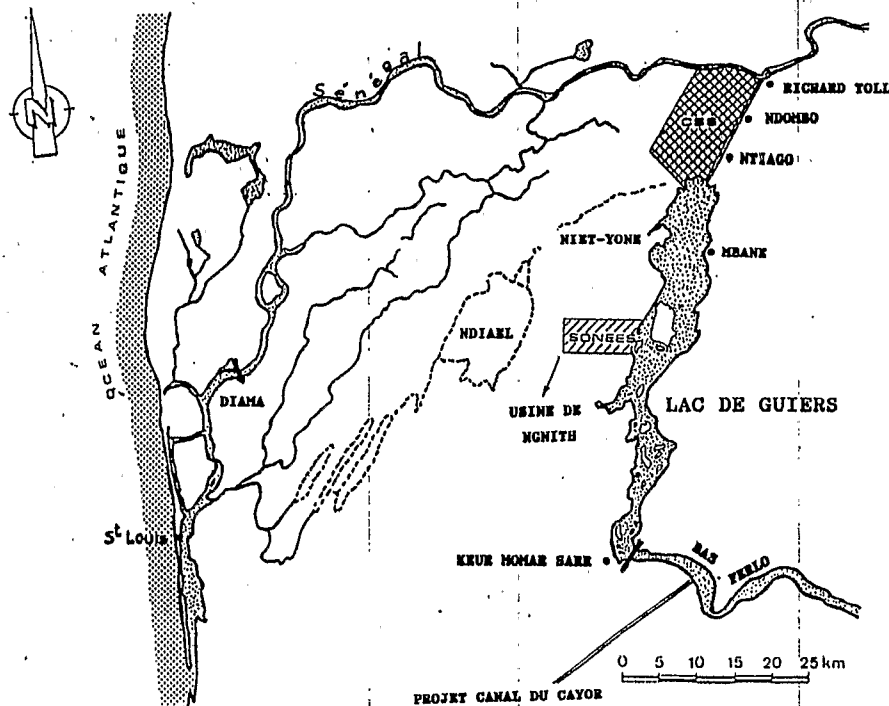 Sénégal
N
OCEAN ATLANTIQUE
RICHARD TOLL
CSS
NDOMBO
NTIAGO
NIET-YONE
MBANE
NDIAEL
SONEES
DIAMA
USINE DE
NGNITH
LAC DE GUIERS
St Louis
KEUR MOMAR SARR
BAS FERLO
0 5 10 15 20 25 km
PROJET CANAL DU CAYOR